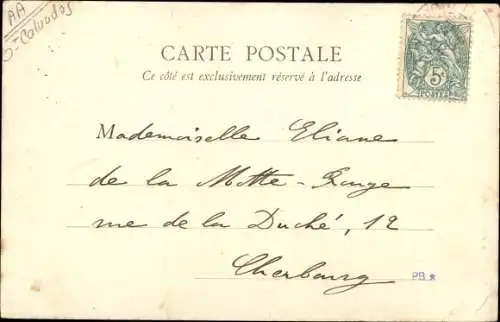 AA
Calvados
CARTE POSTALE
Ce côté est exclusivement réservé à l'adresse
5c
POSTES
Mademoiselle Eliane
de la Motte-Rouge
rue de la Duché, 12
Cherbourg
PB *